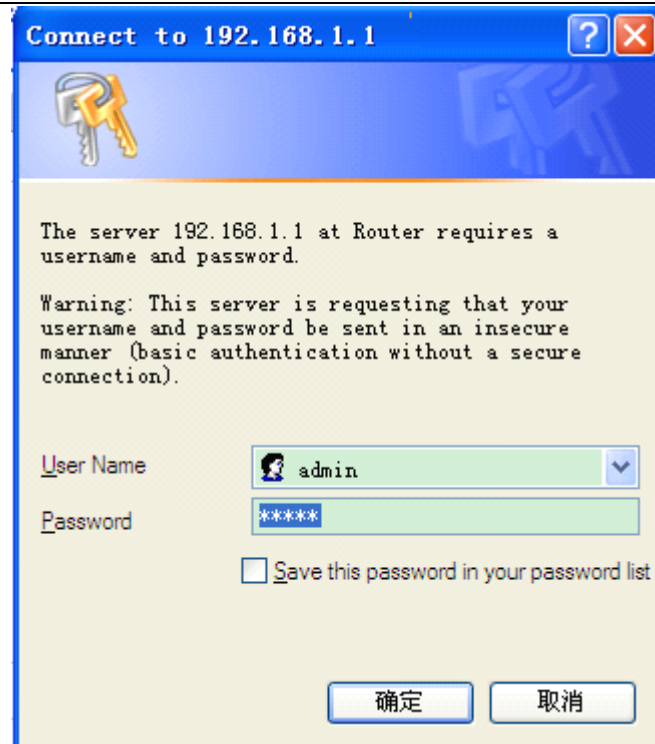 Connect to 192.168.1.1
The server 192.168.1.1 at Router requires a
username and password.
Warning: This server is requesting that your
username and password be sent in an insecure
manner (basic authentication without a secure
connection).
User Name
admin
Password
*****
Save this password in your password list
确定 取消